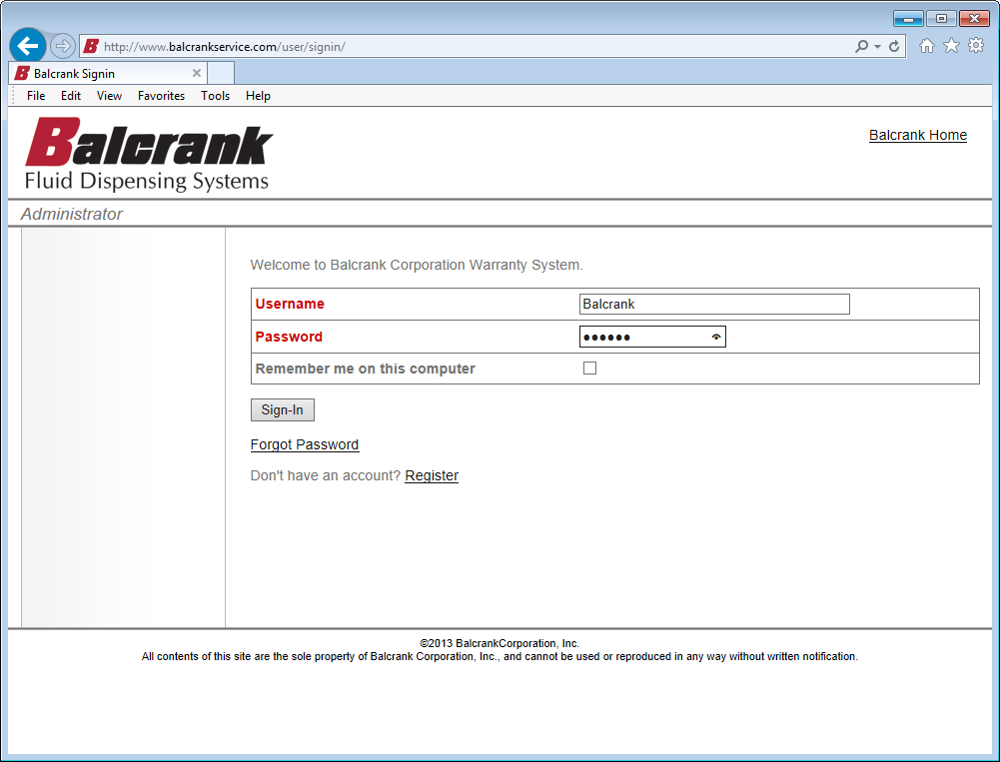 http://www.balcrankservice.com/user/signin/
Balcrank Signin
File Edit View Favorites Tools Help
Balcrank
Fluid Dispensing Systems
Balcrank Home
Administrator
Welcome to Balcrank Corporation Warranty System.
Username Balcrank
Password ••••••
Remember me on this computer
Sign-In
Forgot Password
Don't have an account? Register
©2013 BalcrankCorporation, Inc.
All contents of this site are the sole property of Balcrank Corporation, Inc., and cannot be used or reproduced in any way without written notification.